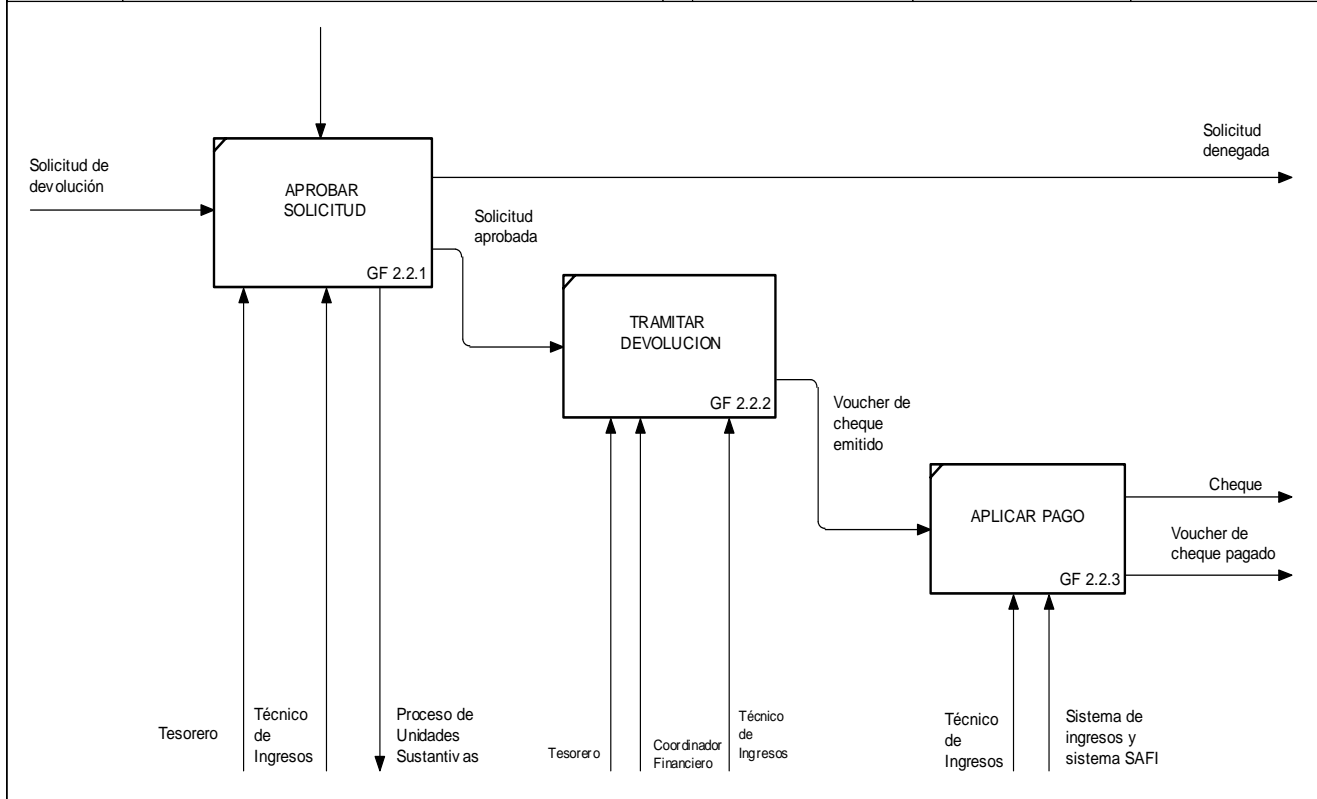 Solicitud
denegada
Solicitud de
devolución
APROBAR
SOLICITUD
GF 2.2.1
Solicitud
aprobada
TRAMITAR
DEVOLUCION
GF 2.2.2
Voucher de
cheque
emitido
APLICAR PAGO
GF 2.2.3
Cheque
Voucher de
cheque pagado
Tesorero
Técnico
de
Ingresos
Proceso de
Unidades
Sustantivas
Tesorero
Coordinador
Financiero
Técnico
de
Ingresos
Técnico
de
Ingresos
Sistema de
ingresos y
sistema SAFI